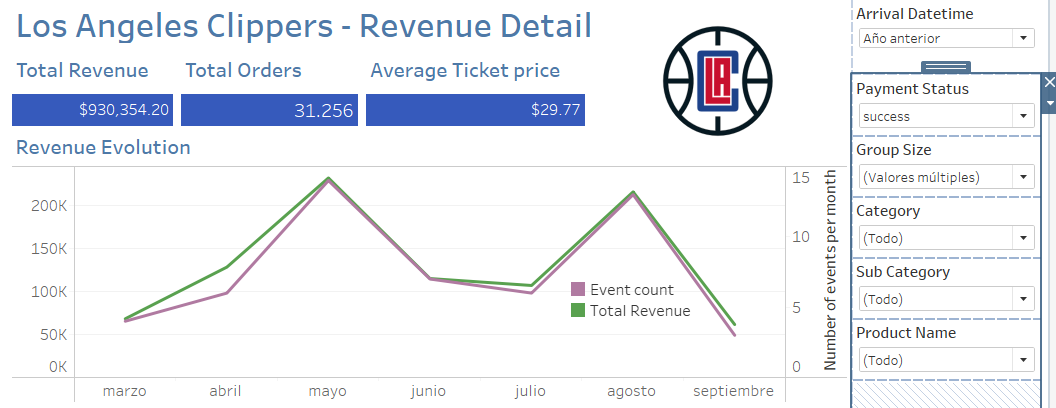 Los Angeles Clippers - Revenue Detail
Total Revenue
Total Orders
Average Ticket price
$930,354.20
31.256
$29.77
LA
Revenue Evolution
200K
150K
100K
50K
0K
15
10
5
0
Number of events per month
Event count
Total Revenue
marzo
abril
mayo
junio
julio
agosto
septiembre
Arrival Datetime
Año anterior
Payment Status
success
Group Size
(Valores múltiples)
Category
(Todo)
Sub Category
(Todo)
Product Name
(Todo)